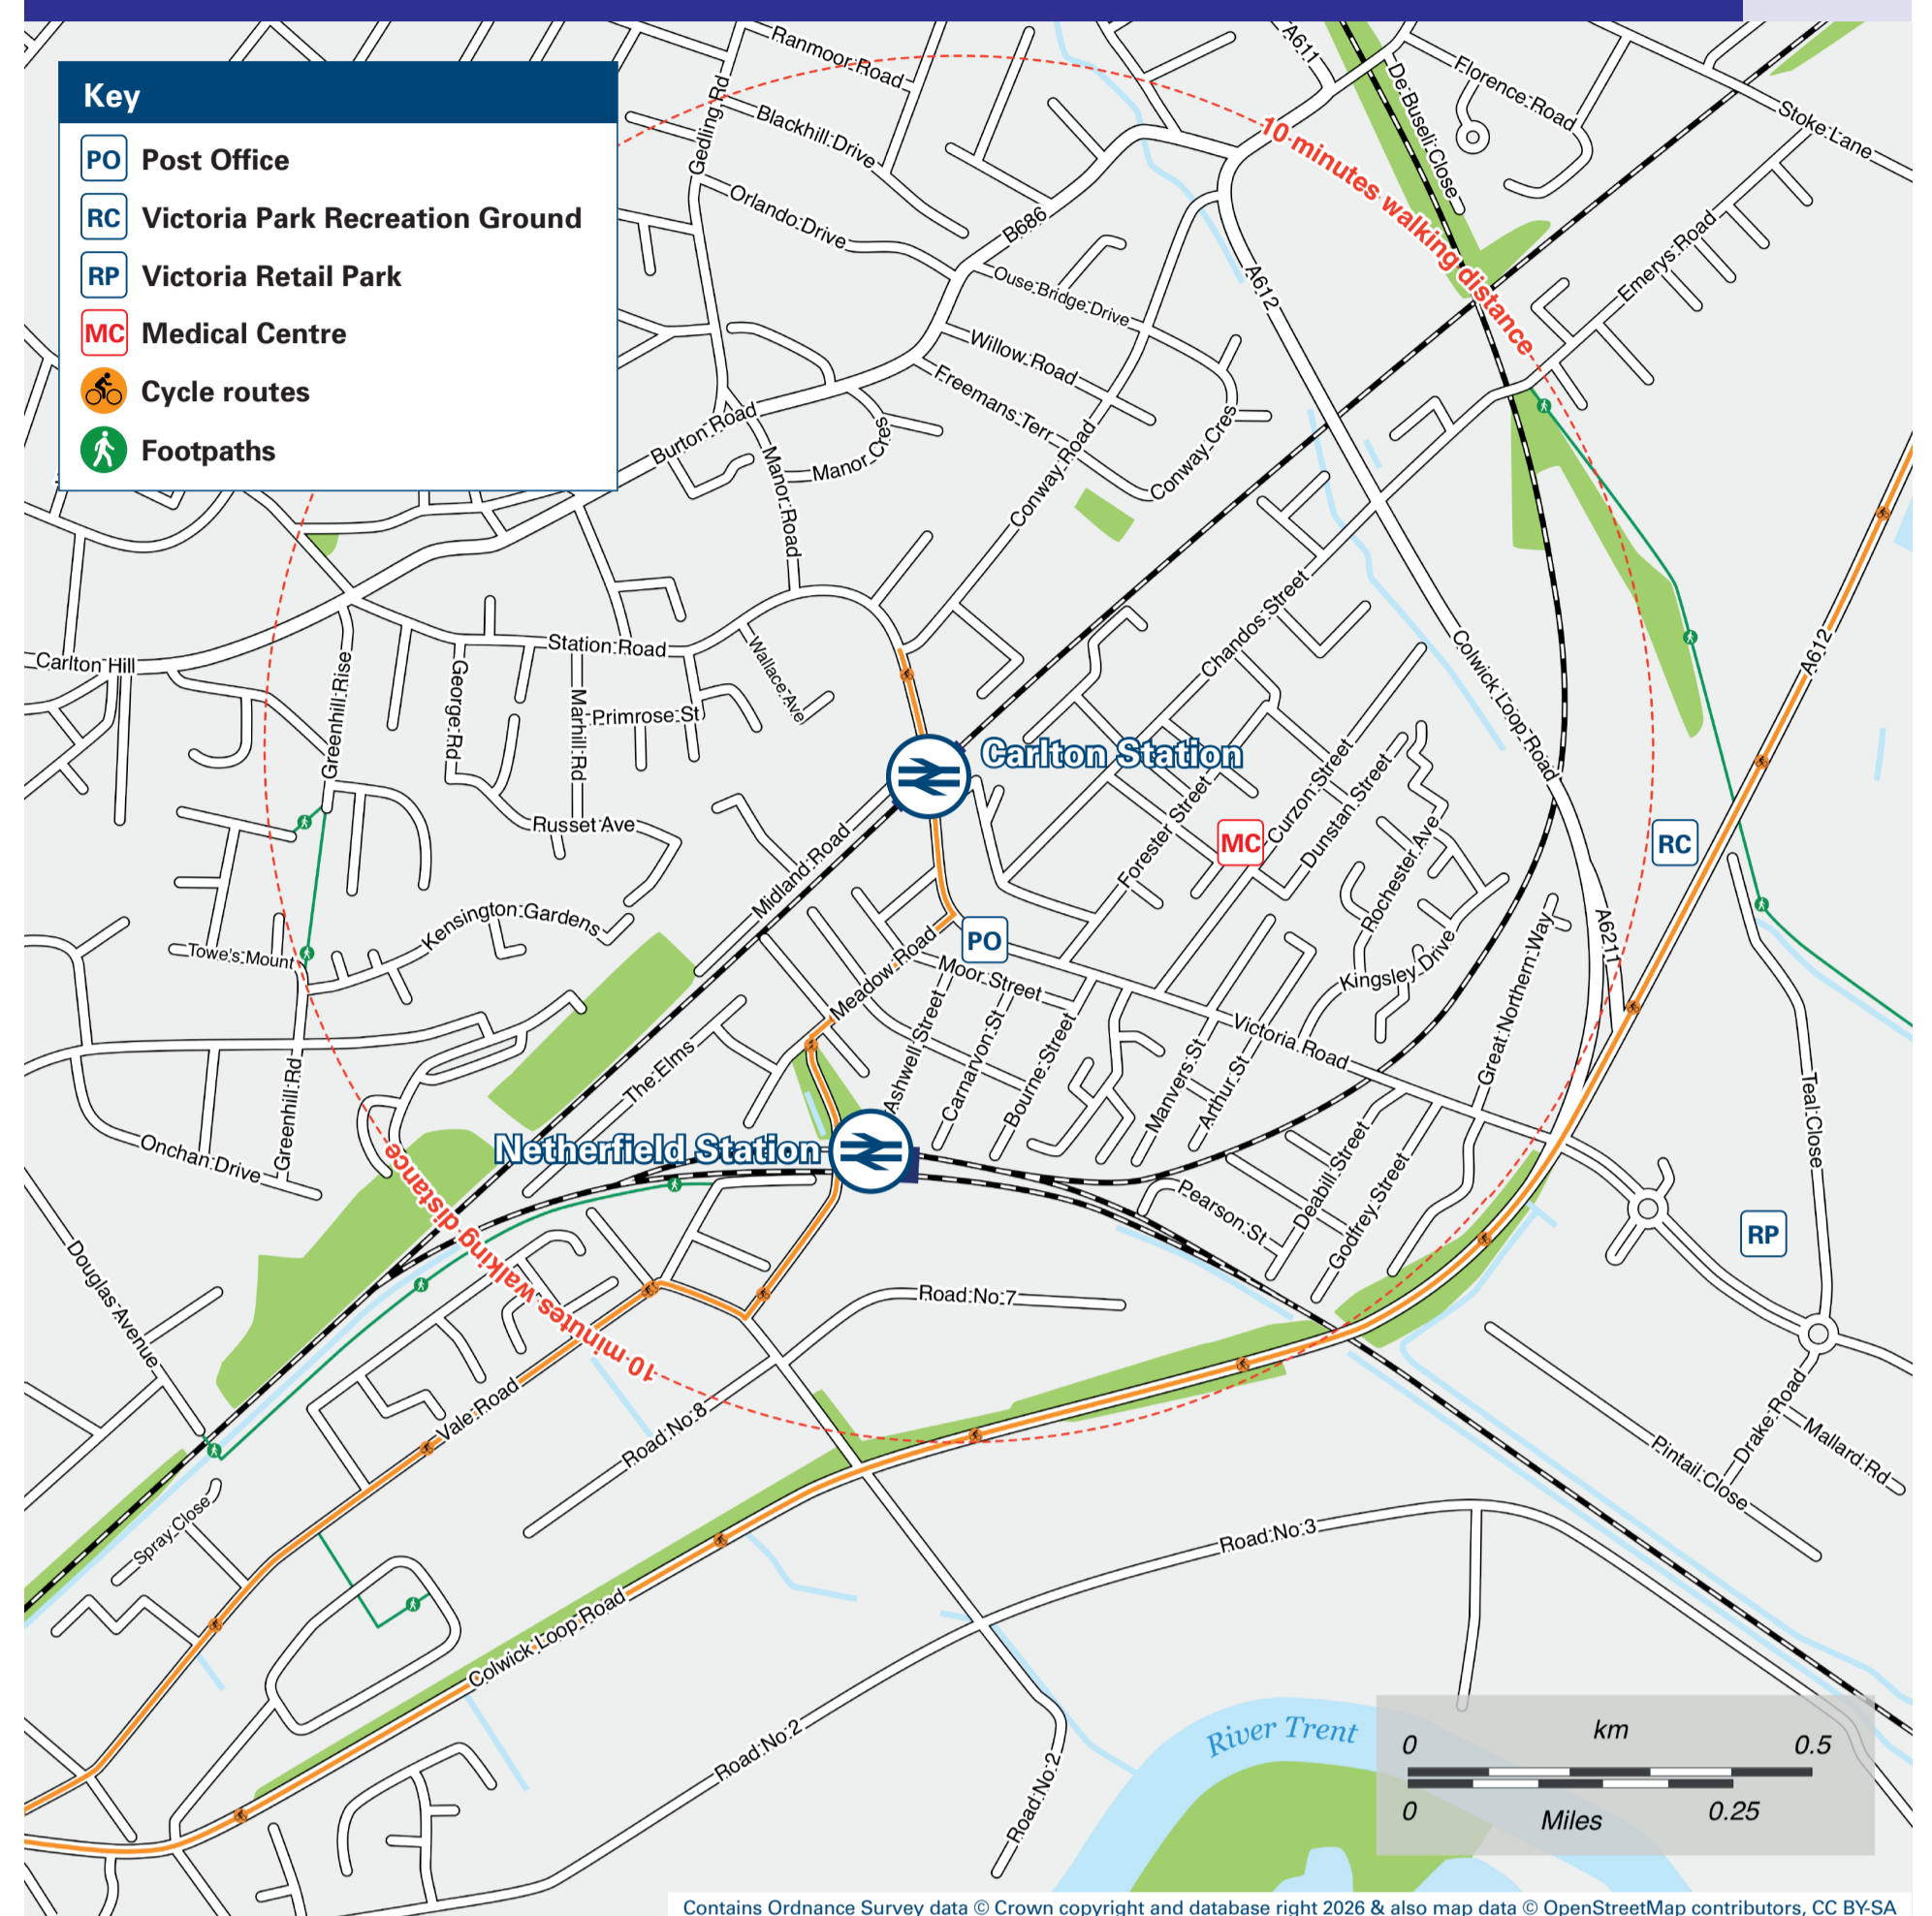 Key
PO Post Office
RC Victoria Park Recreation Ground
RP Victoria Retail Park
MC Medical Centre
Cycle routes
Footpaths
Ranmoor Road
Gedling Rd
Blackhill Drive
Orlando Drive
B686
A611
De Buseli Close
Florence Road
Stoke Lane
10 minutes walking distance
Emerys Road
A612
Ouse Bridge Drive
Willow Road
Freemans Terr
Conway Cres
Conway Road
Burton Road
Manor Cres
Manor Road
Carlton Hill
Station Road
Wallace Ave
Greenhill Rise
George Rd
Marhill Rd
Primrose St
Russet Ave
Chandos Street
Colwick Loop Road
A612
Carlton Station
Midland Road
Forester Street
MC
Curzon Street
Dunstan Street
Rochester Ave
RC
Kensington Gardens
Towe's Mount
PO
Meadow Road
Moor Street
Kingsley Drive
Great Northern Way
A6211
Victoria Road
The Elms
Ashwell Street
Carnarvon St
Bourne Street
Manvers St
Arthur St
Greenhill Rd
Onchan Drive
Netherfield Station
Teal Close
Pearson St
Deabill Street
Godfrey Street
RP
10 minutes walking distance
Douglas Avenue
Road No 7
Road No 8
Vale Road
Drake Road
Mallard Rd
Pintail Close
Spray Close
Road No 3
Colwick Loop Road
Road No 2
Road No 2
River Trent
km
0 0.5
0 0.25
Miles
Contains Ordnance Survey data © Crown copyright and database right 2026 & also map data © OpenStreetMap contributors, CC BY-SA